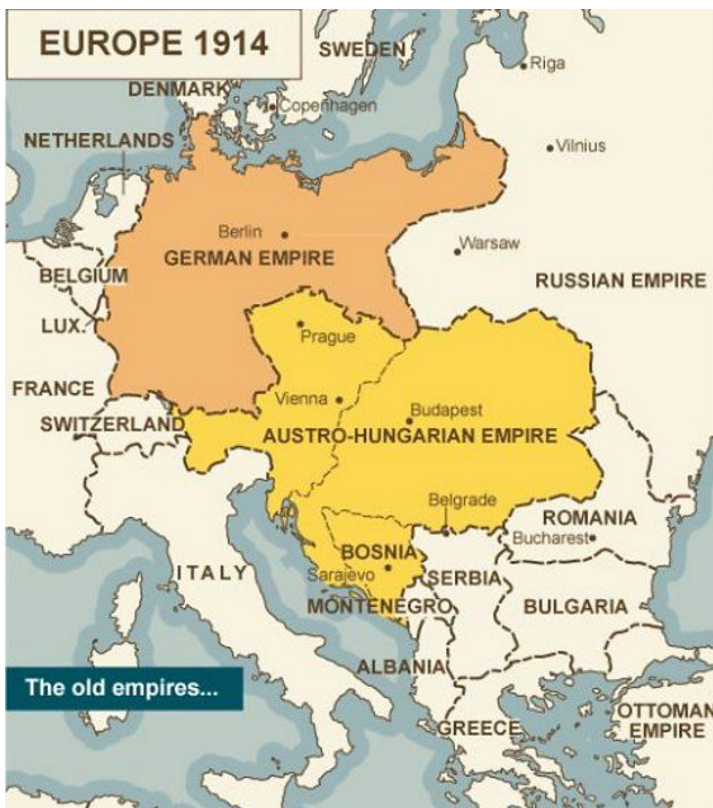 EUROPE 1914
SWEDEN
Riga
DENMARK
Copenhagen
NETHERLANDS
Vilnius
Berlin
Warsaw
GERMAN EMPIRE
BELGIUM
RUSSIAN EMPIRE
LUX.
Prague
FRANCE
Vienna
Budapest
SWITZERLAND
AUSTRO-HUNGARIAN EMPIRE
Belgrade
ROMANIA
Bucharest
BOSNIA
ITALY
Sarajevo
SERBIA
MONTENEGRO
BULGARIA
ALBANIA
The old empires...
OTTOMAN
EMPIRE
GREECE